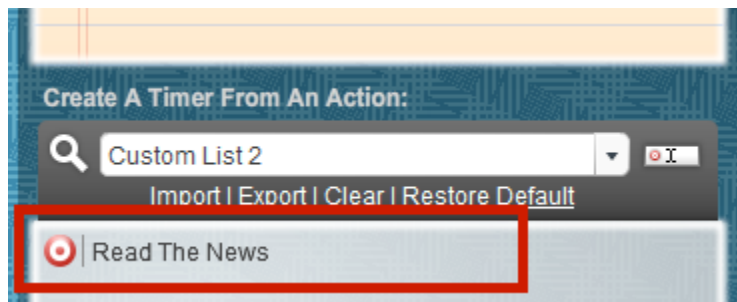 Create A Timer From An Action:
Custom List 2
Import | Export | Clear | Restore Default
Read The News